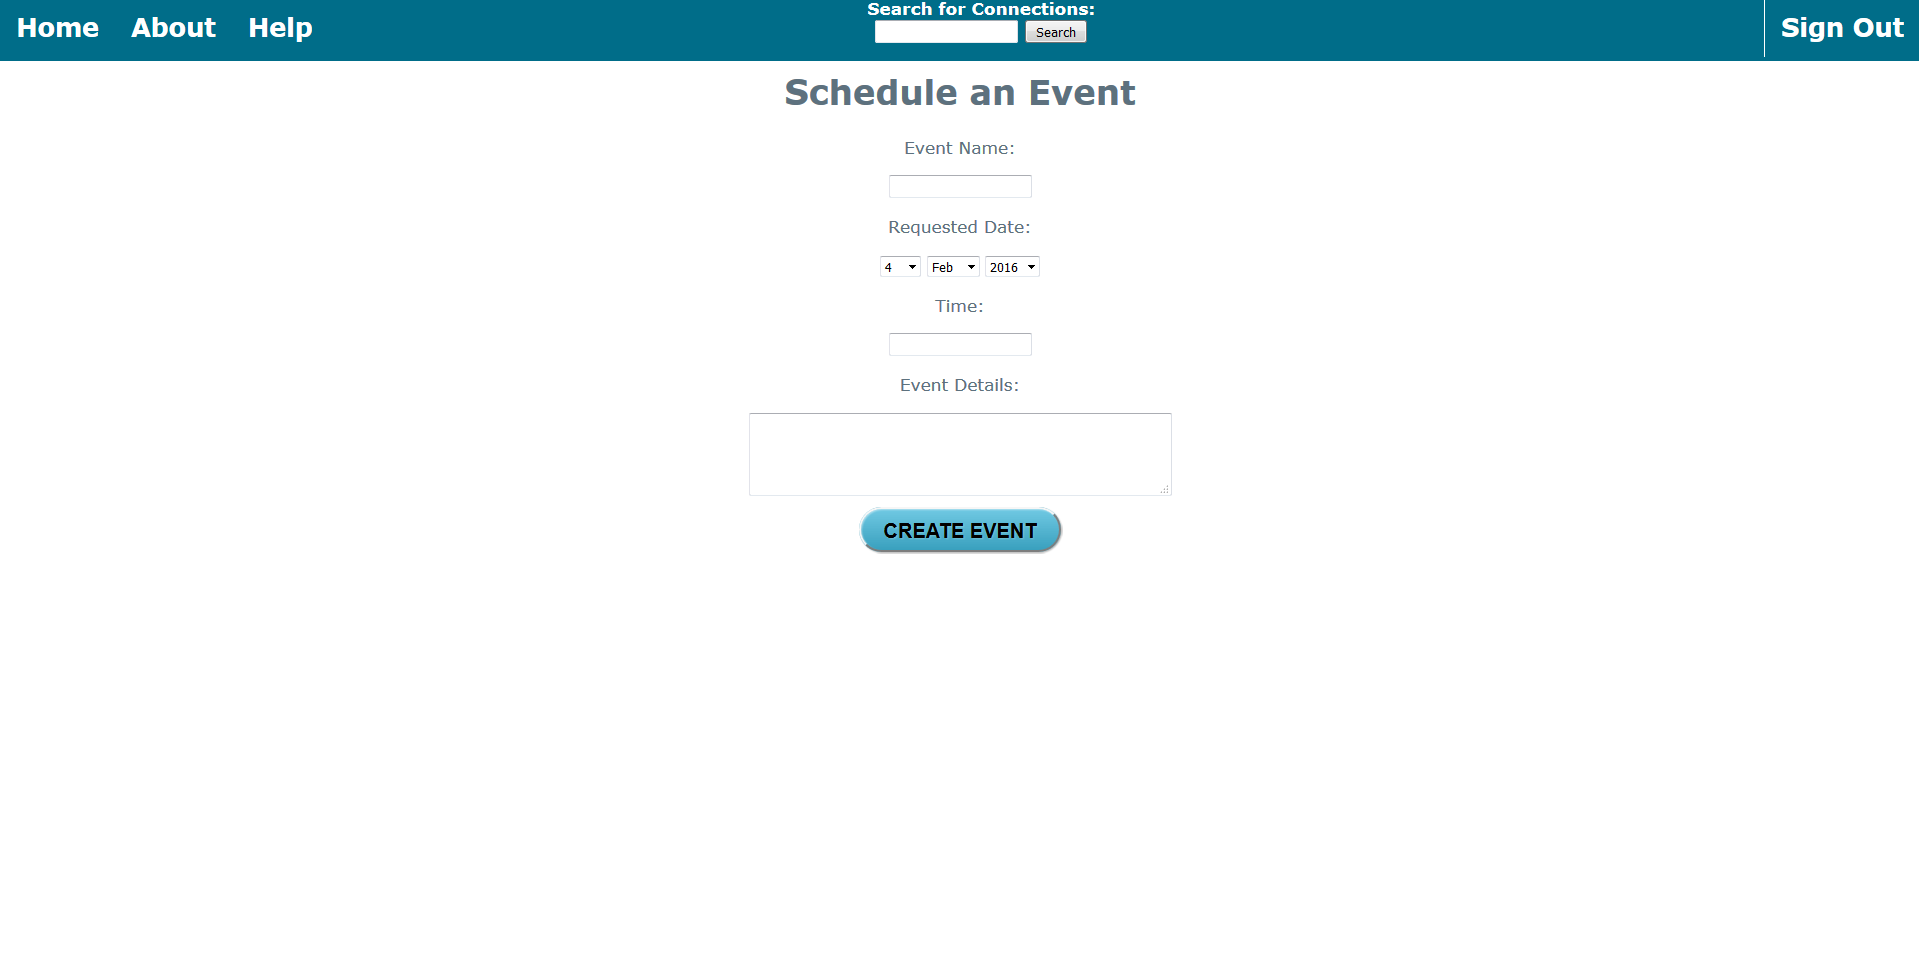 Home About Help
Search for Connections:
Search
Sign Out
Schedule an Event
Event Name:
Requested Date:
4 Feb 2016
Time:
Event Details:
CREATE EVENT